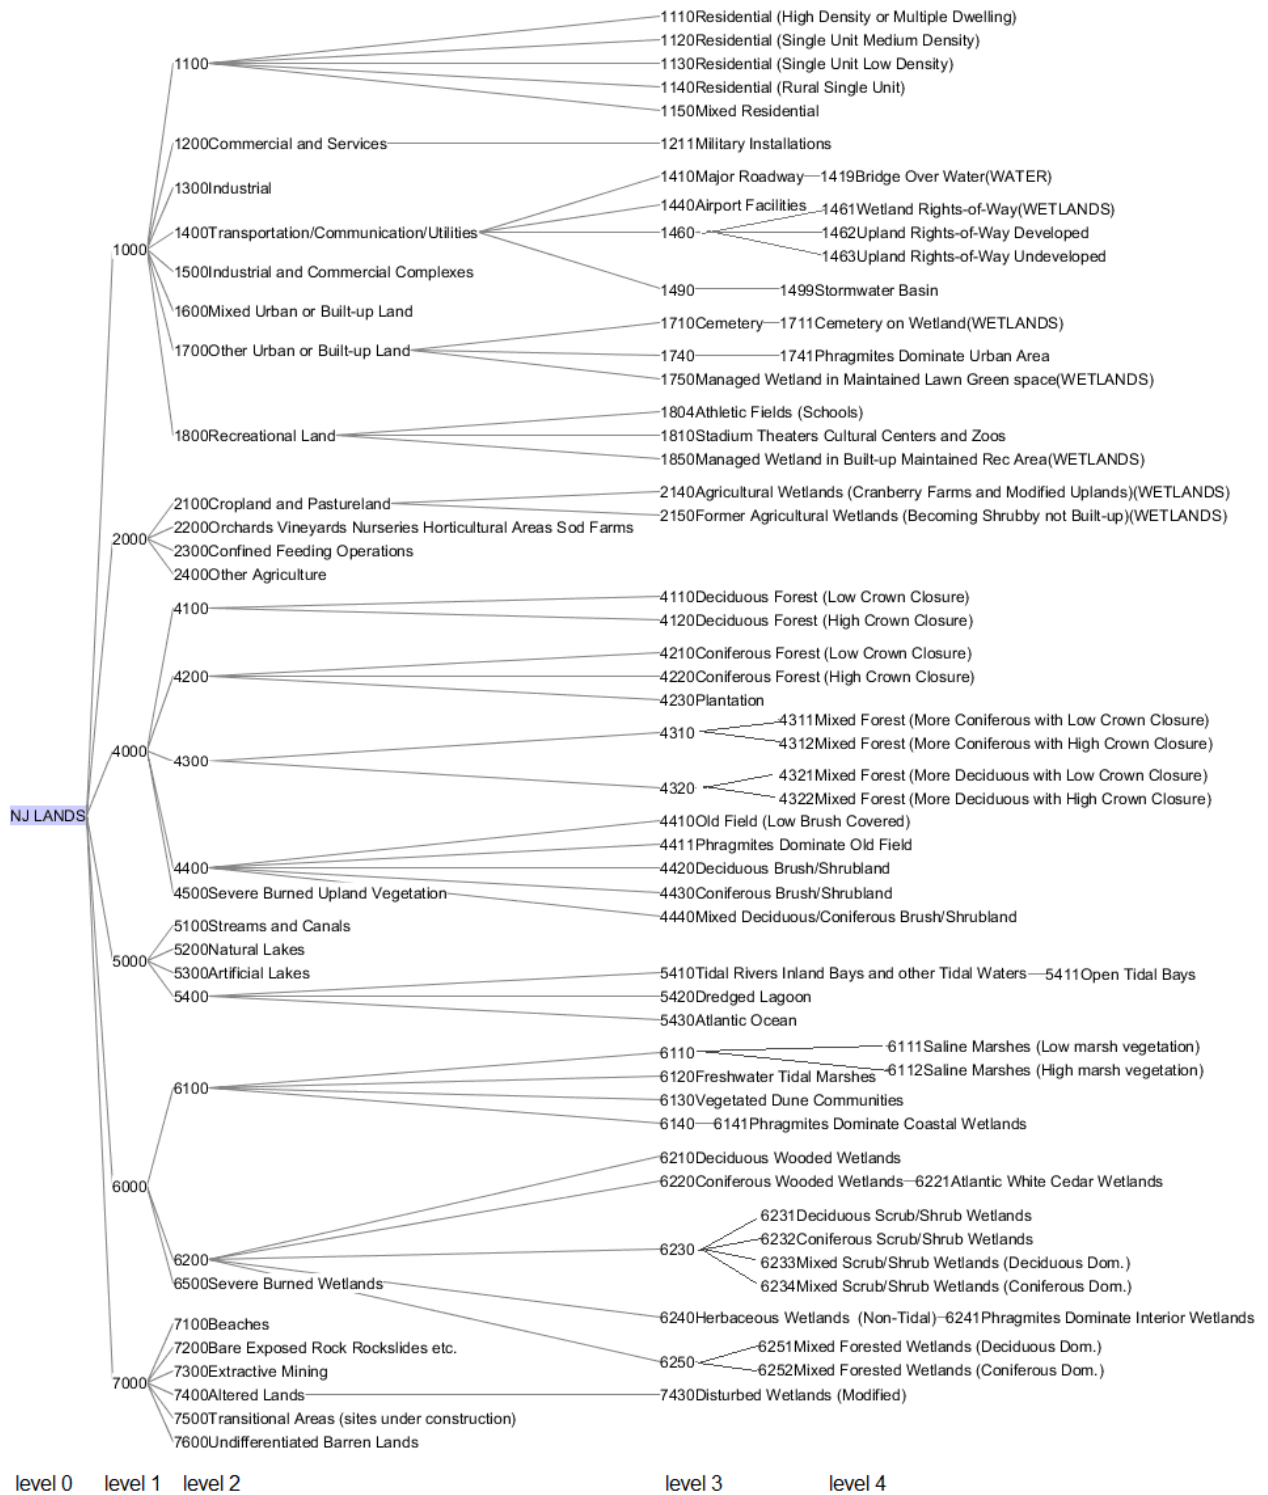 1110Residential (High Density or Multiple Dwelling)
1120Residential (Single Unit Medium Density)
1100
1130Residential (Single Unit Low Density)
1140Residential (Rural Single Unit)
1150Mixed Residential
1200Commercial and Services
1211Military Installations
1300Industrial
1410Major Roadway
1419Bridge Over Water(WATER)
1440Airport Facilities
1461Wetland Rights-of-Way(WETLANDS)
1000
1400Transportation/Communication/Utilities
1460
1462Upland Rights-of-Way Developed
1463Upland Rights-of-Way Undeveloped
1500Industrial and Commercial Complexes
1490
1499Stormwater Basin
1600Mixed Urban or Built-up Land
1710Cemetery
1711Cemetery on Wetland(WETLANDS)
1700Other Urban or Built-up Land
1740
1741Phragmites Dominate Urban Area
1750Managed Wetland in Maintained Lawn Green space(WETLANDS)
1804Athletic Fields (Schools)
1800Recreational Land
1810Stadium Theaters Cultural Centers and Zoos
1850Managed Wetland in Built-up Maintained Rec Area(WETLANDS)
2100Cropland and Pastureland
2140Agricultural Wetlands (Cranberry Farms and Modified Uplands)(WETLANDS)
2150Former Agricultural Wetlands (Becoming Shrubby not Built-up)(WETLANDS)
2000
2200Orchards Vineyards Nurseries Horticultural Areas Sod Farms
2300Confined Feeding Operations
2400Other Agriculture
4100
4110Deciduous Forest (Low Crown Closure)
4120Deciduous Forest (High Crown Closure)
4210Coniferous Forest (Low Crown Closure)
4200
4220Coniferous Forest (High Crown Closure)
4230Plantation
4000
4300
4310
4311Mixed Forest (More Coniferous with Low Crown Closure)
4312Mixed Forest (More Coniferous with High Crown Closure)
4320
4321Mixed Forest (More Deciduous with Low Crown Closure)
4322Mixed Forest (More Deciduous with High Crown Closure)
NJ LANDS
4410Old Field (Low Brush Covered)
4411Phragmites Dominate Old Field
4400
4420Deciduous Brush/Shrubland
4500Severe Burned Upland Vegetation
4430Coniferous Brush/Shrubland
4440Mixed Deciduous/Coniferous Brush/Shrubland
5100Streams and Canals
5200Natural Lakes
5000
5300Artificial Lakes
5410Tidal Rivers Inland Bays and other Tidal Waters
5411Open Tidal Bays
5400
5420Dredged Lagoon
5430Atlantic Ocean
6110
6111Saline Marshes (Low marsh vegetation)
6112Saline Marshes (High marsh vegetation)
6100
6120Freshwater Tidal Marshes
6130Vegetated Dune Communities
6140
6141Phragmites Dominate Coastal Wetlands
6210Deciduous Wooded Wetlands
6000
6220Coniferous Wooded Wetlands
6221Atlantic White Cedar Wetlands
6231Deciduous Scrub/Shrub Wetlands
6232Coniferous Scrub/Shrub Wetlands
6200
6230
6233Mixed Scrub/Shrub Wetlands (Deciduous Dom.)
6500Severe Burned Wetlands
6234Mixed Scrub/Shrub Wetlands (Coniferous Dom.)
6240Herbaceous Wetlands (Non-Tidal)
6241Phragmites Dominate Interior Wetlands
7100Beaches
7200Bare Exposed Rock Rockslides etc.
6250
6251Mixed Forested Wetlands (Deciduous Dom.)
6252Mixed Forested Wetlands (Coniferous Dom.)
7300Extractive Mining
7000
7400Altered Lands
7430Disturbed Wetlands (Modified)
7500Transitional Areas (sites under construction)
7600Undifferentiated Barren Lands
level 0
level 1
level 2
level 3
level 4